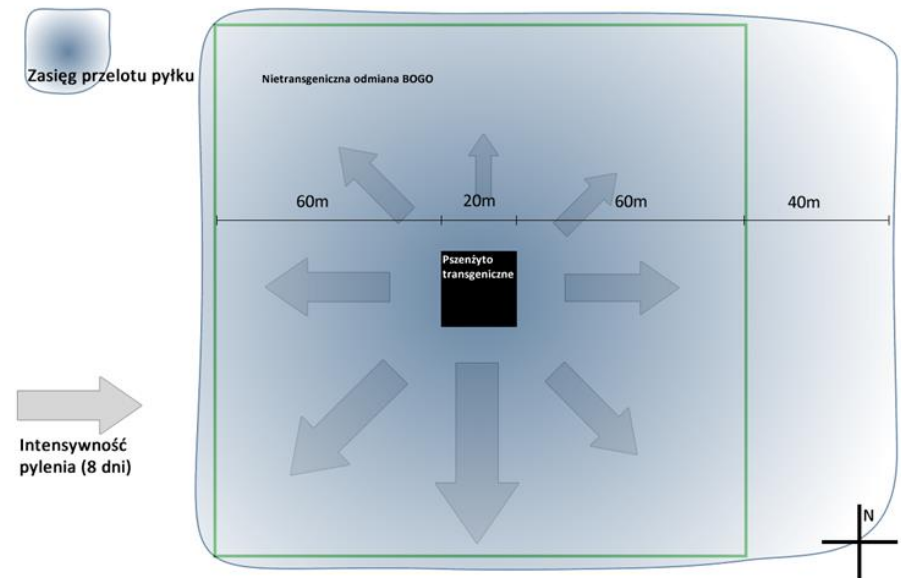 Zasięg przelotu pyłku
Nietransgeniczna odmiana BOGO
60m
20m
60m
40m
Pszenżyto
transgeniczne
Intensywność
pylenia (8 dni)
N